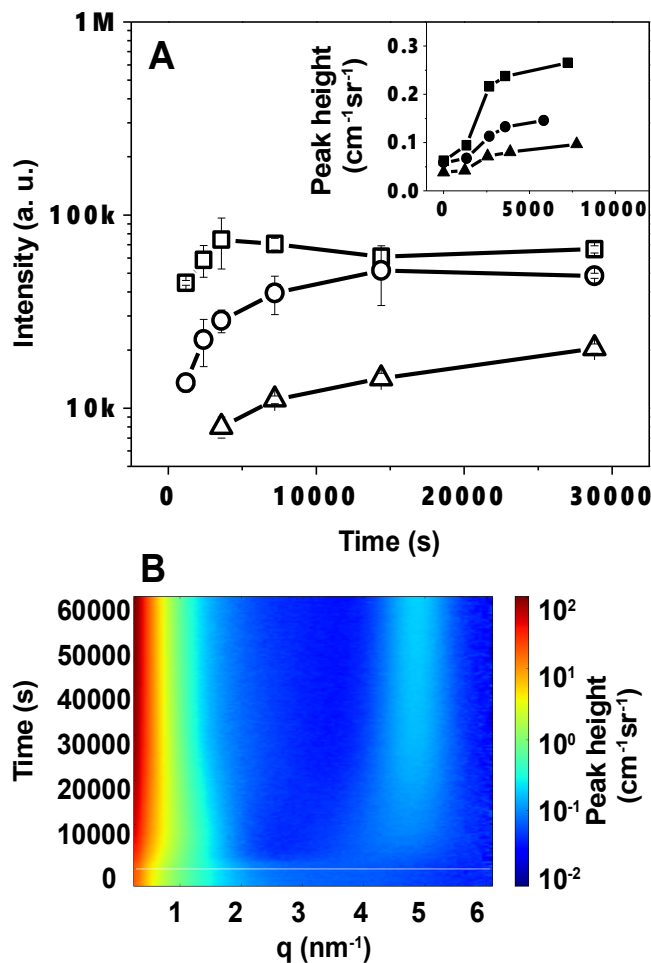 A
1M
100k
10k
Intensity (a. u.)
0 10000 20000 30000
Time (s)
0.3
0.2
0.1
0.0
Peak height
(cm⁻¹sr⁻¹)
0 5000 10000
B
60000
50000
40000
30000
20000
10000
0
Time (s)
1 2 3 4 5 6
q (nm⁻¹)
10²
10¹
10⁰
10⁻¹
10⁻²
Peak height
(cm⁻¹sr⁻¹)